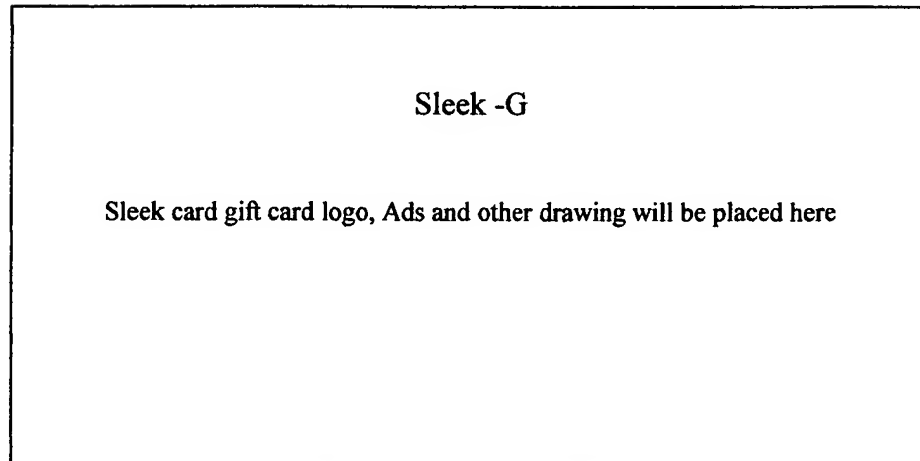 Sleek -G
Sleek card gift card logo, Ads and other drawing will be placed here